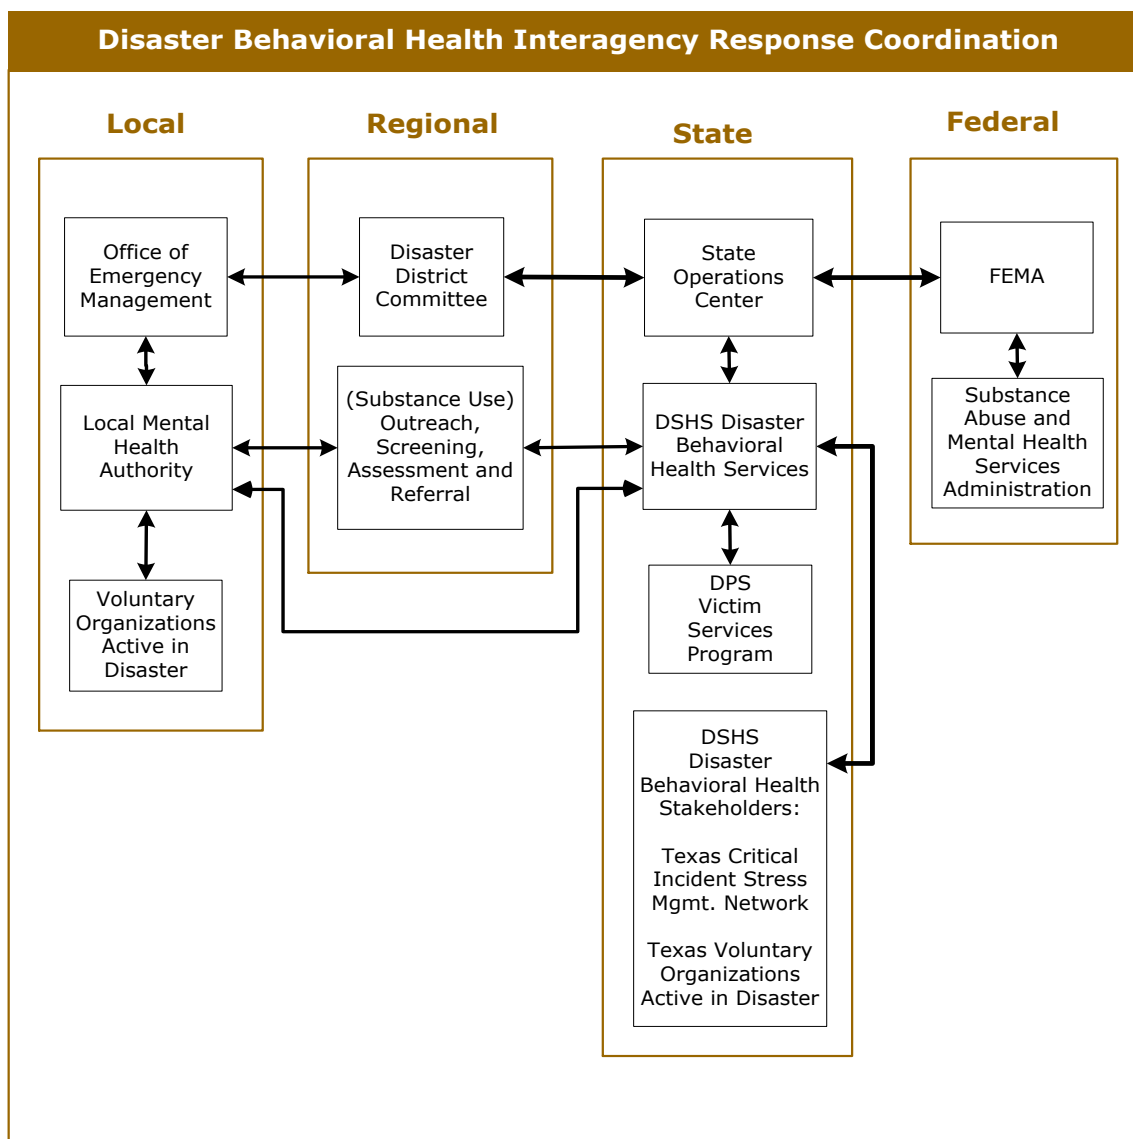 Disaster Behavioral Health Interagency Response Coordination
Local
Office of
Emergency
Management
Local Mental
Health
Authority
Voluntary
Organizations
Active in
Disaster
Regional
Disaster
District
Committee
(Substance Use)
Outreach,
Screening,
Assessment and
Referral
State
State
Operations
Center
DSHS Disaster
Behavioral
Health Services
DPS
Victim
Services
Program
DSHS
Disaster
Behavioral Health
Stakeholders:
Texas Critical
Incident Stress
Mgmt. Network
Texas Voluntary
Organizations
Active in Disaster
Federal
FEMA
Substance
Abuse and
Mental Health
Services
Administration